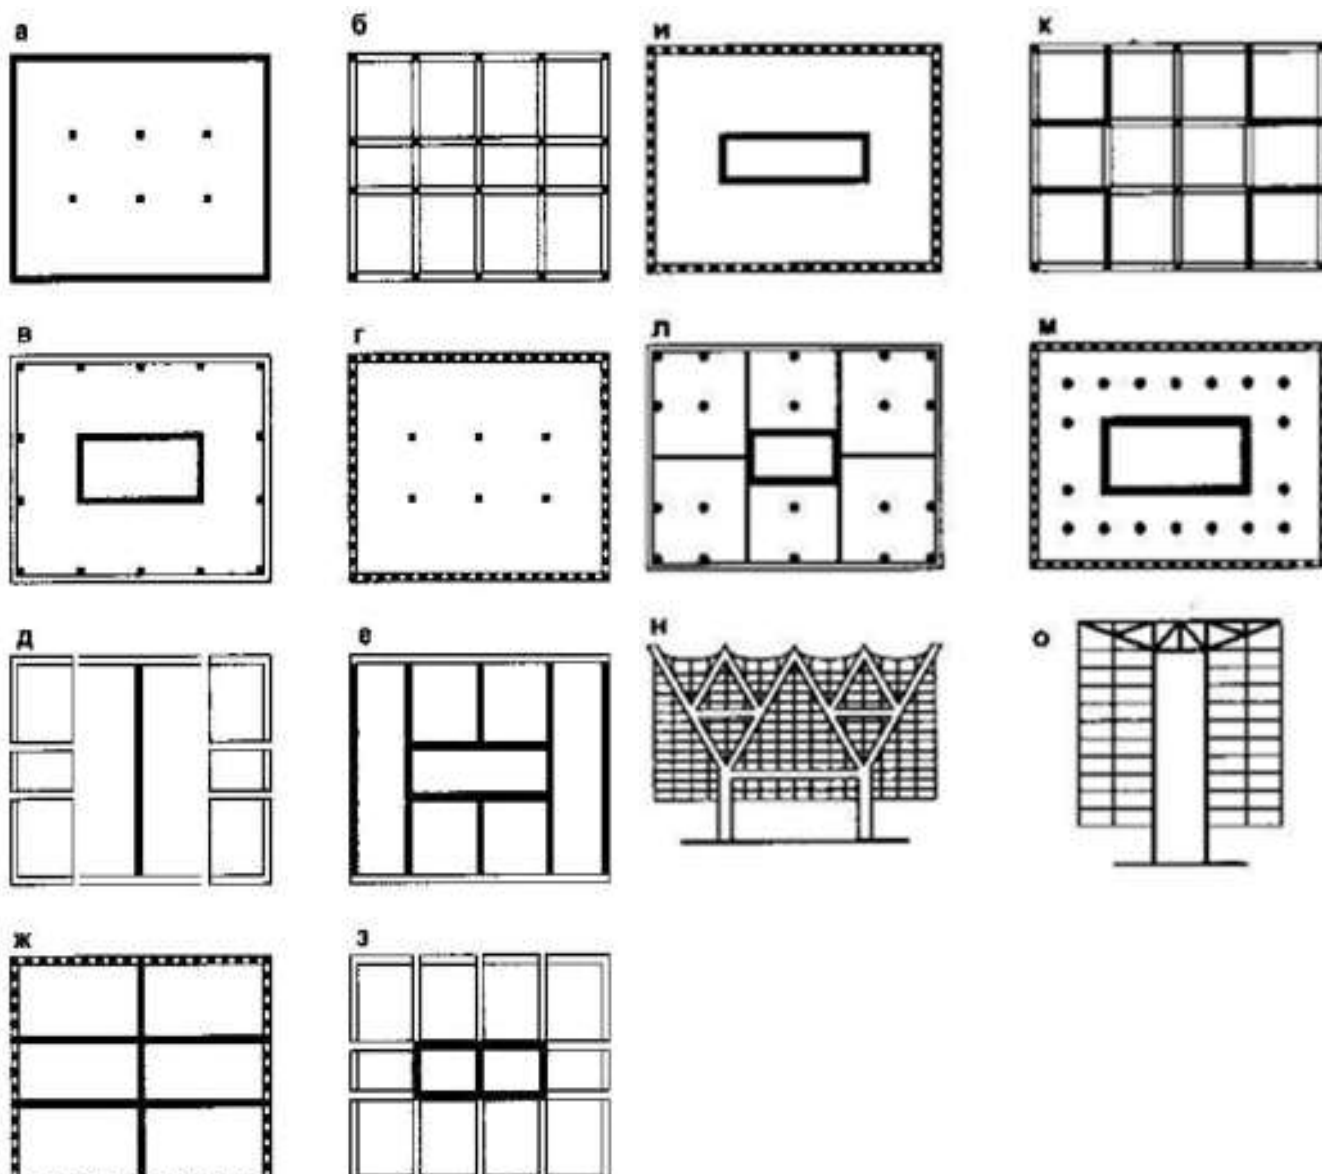 а б и к
в г л м
д е н о
ж з